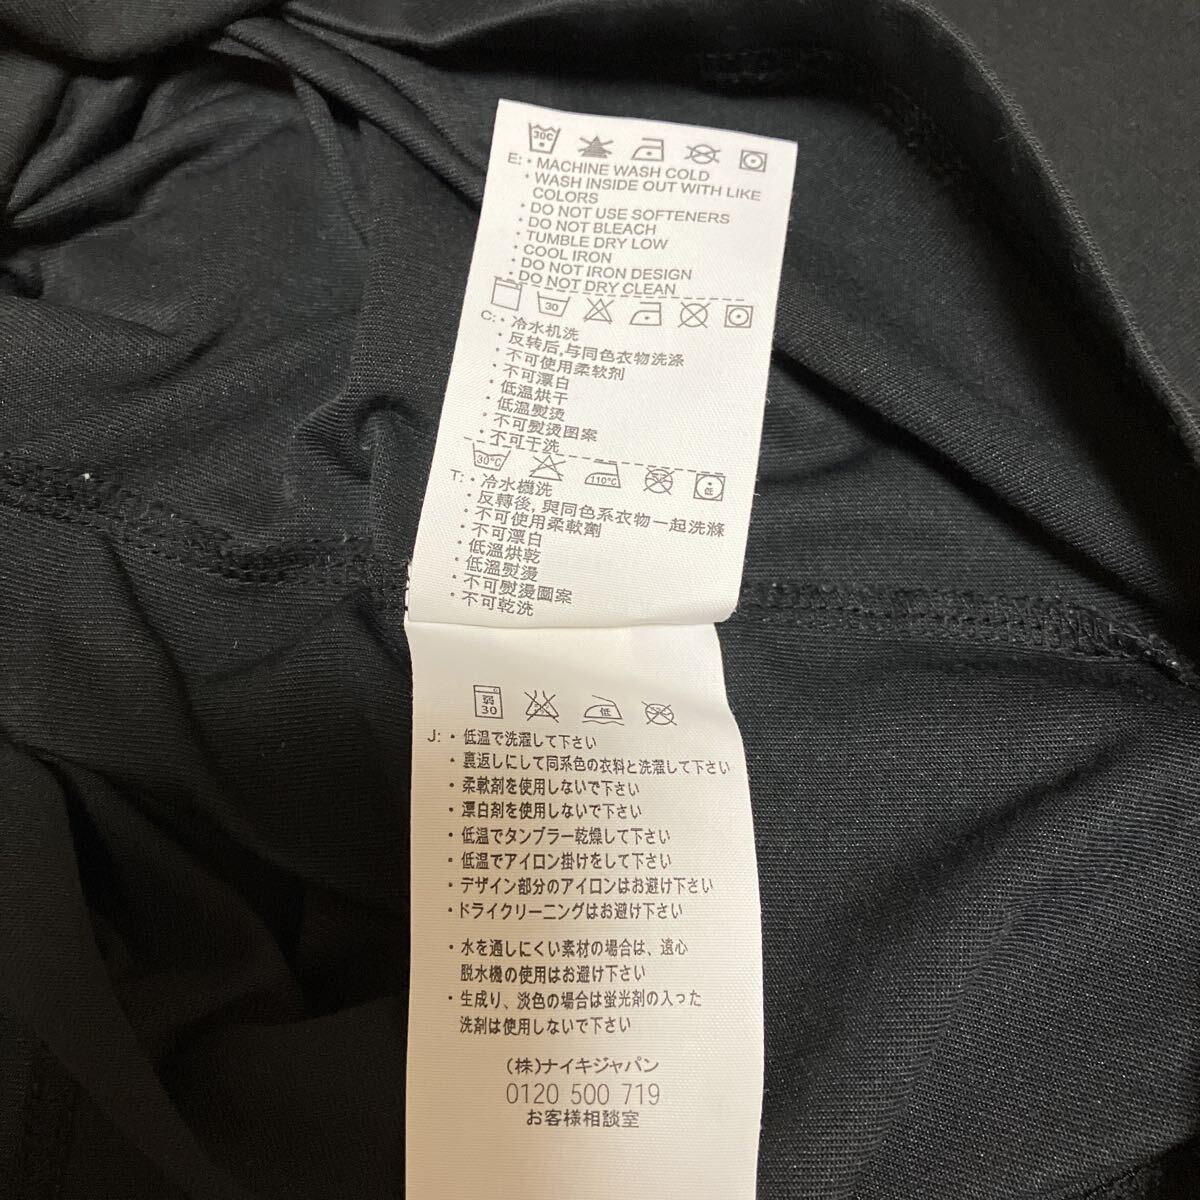 30C
E: • MACHINE WASH COLD
• WASH INSIDE OUT WITH LIKE
COLORS
• DO NOT USE SOFTENERS
• DO NOT BLEACH
• TUMBLE DRY LOW
• COOL IRON
• DO NOT IRON DESIGN
• DO NOT DRY CLEAN
30
C: • 冷水机洗
• 反转后,与同色衣物洗涤
• 不可使用柔软剂
• 不可漂白
• 低温烘干
• 低温熨烫
• 不可熨烫图案
• 不可干洗
30°C 110°C 低
T: • 冷水機洗
• 反轉後, 與同色系衣物一起洗滌
• 不可使用柔軟劑
• 不可漂白
• 低溫烘乾
• 低溫熨燙
• 不可熨燙圖案
• 不可乾洗
弱 低
30
J: • 低温で洗濯して下さい
• 裏返しにして同系色の衣料と洗濯して下さい
• 柔軟剤を使用しないで下さい
• 漂白剤を使用しないで下さい
• 低温でタンブラー乾燥して下さい
• 低温でアイロン掛けをして下さい
• デザイン部分のアイロンはお避け下さい
• ドライクリーニングはお避け下さい
• 水を通しにくい素材の場合は、遠心
脱水機の使用はお避け下さい
• 生成り、淡色の場合は蛍光剤の入った
洗剤は使用しないで下さい
(株)ナイキジャパン
0120 500 719
お客様相談室